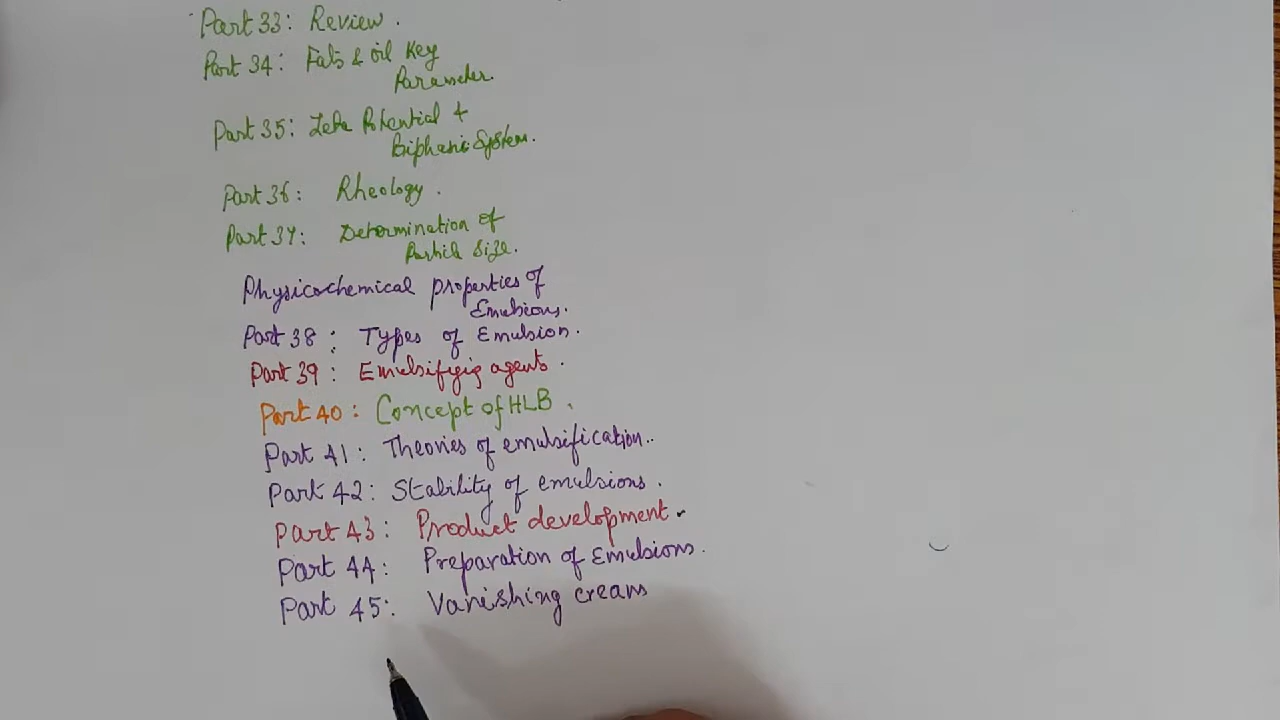 Part 33: Review.
Part 34: Fats & oil Key
Parameter.
Part 35: Zeta Potential +
Biphasic System.
Part 36: Rheology.
Part 37: Determination of
Particle Size.
Physicochemical properties of
Emulsions.
Part 38: Types of Emulsion.
Part 39: Emulsifyig agents.
Part 40: Concept of HLB.
Part 41: Theories of emulsification..
Part 42: Stability of emulsions.
Part 43: Product development.
Part 44: Preparation of Emulsions.
Part 45: Vanishing cream